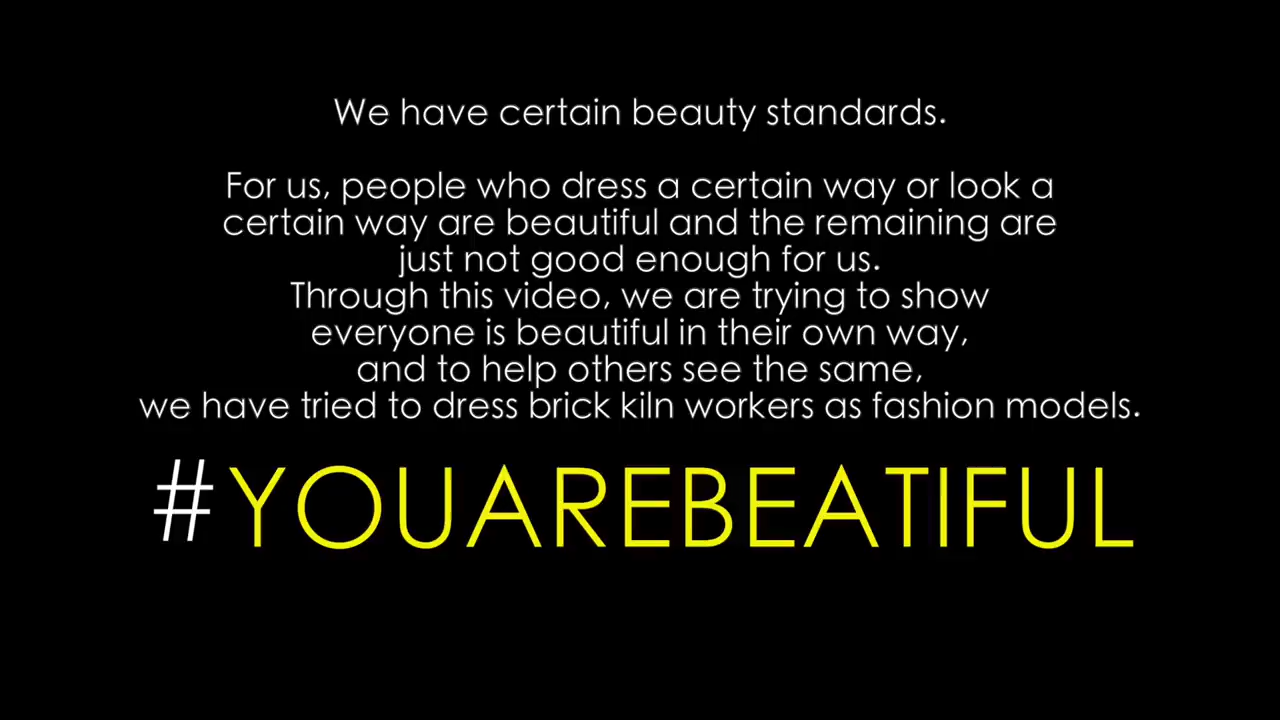 We have certain beauty standards.
For us, people who dress a certain way or look a
certain way are beautiful and the remaining are
just not good enough for us.
Through this video, we are trying to show
everyone is beautiful in their own way,
and to help others see the same,
we have tried to dress brick kiln workers as fashion models.
#YOUAREBEATIFUL